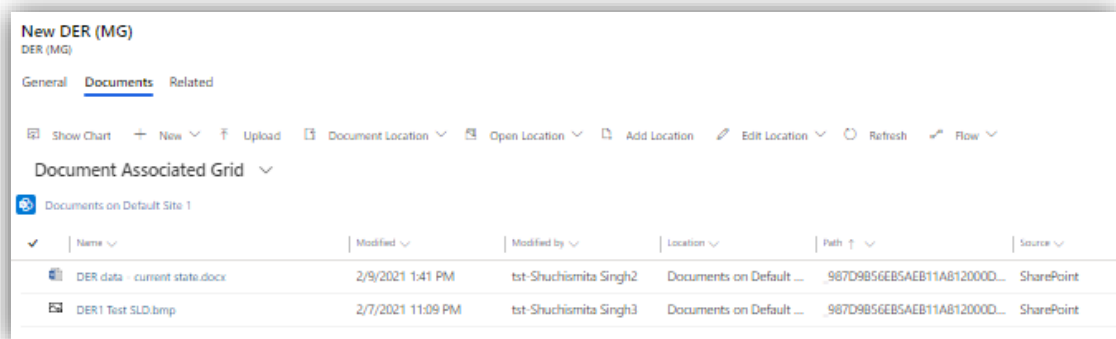 New DER (MG)
DER (MG)
General Documents Related
Show Chart New Upload Document Location Open Location Add Location Edit Location Refresh Flow
Document Associated Grid
Documents on Default Site 1
Name Modified Modified by Location Path Source
DER data - current state.docx 2/9/2021 1:41 PM tst-Shuchismita Singh2 Documents on Default ... _987D9B56EB5AEB11A812000D... SharePoint
DER1 Test SLD.bmp 2/7/2021 11:09 PM tst-Shuchismita Singh3 Documents on Default ... _987D9B56EB5AEB11A812000D... SharePoint